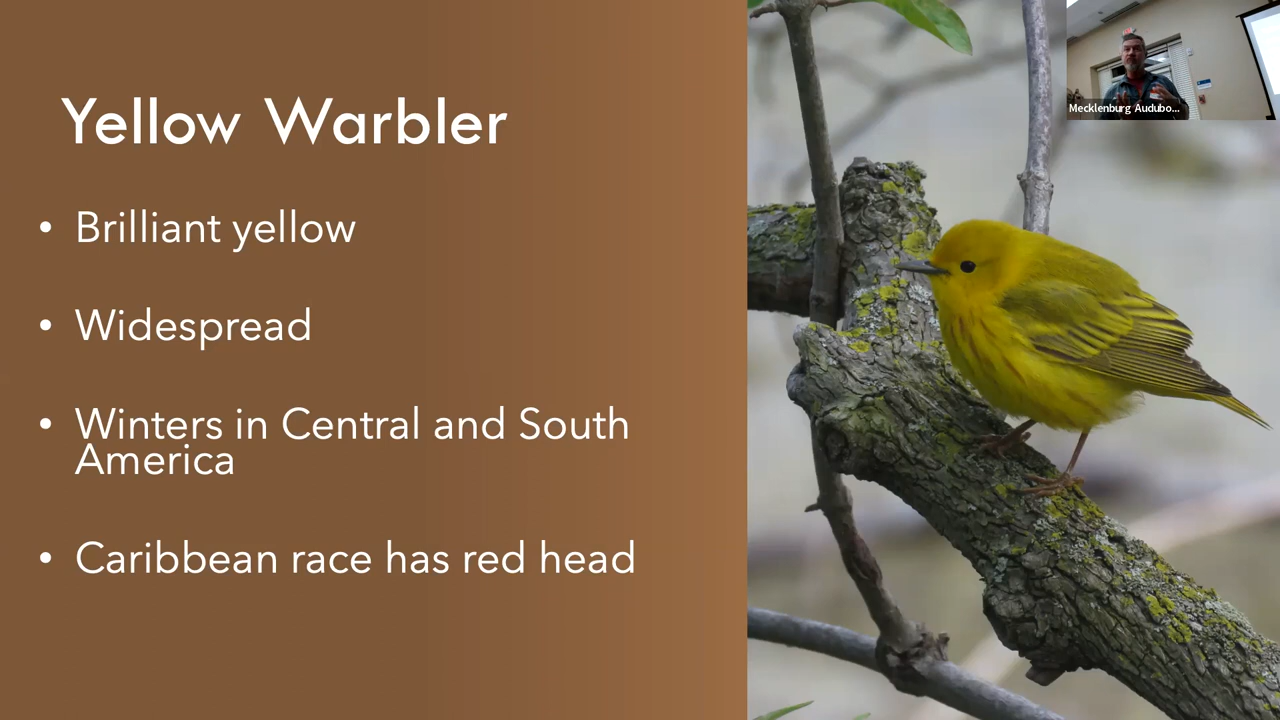 Yellow Warbler
• Brilliant yellow
• Widespread
• Winters in Central and South
America
• Caribbean race has red head
Mecklenburg Audubo...